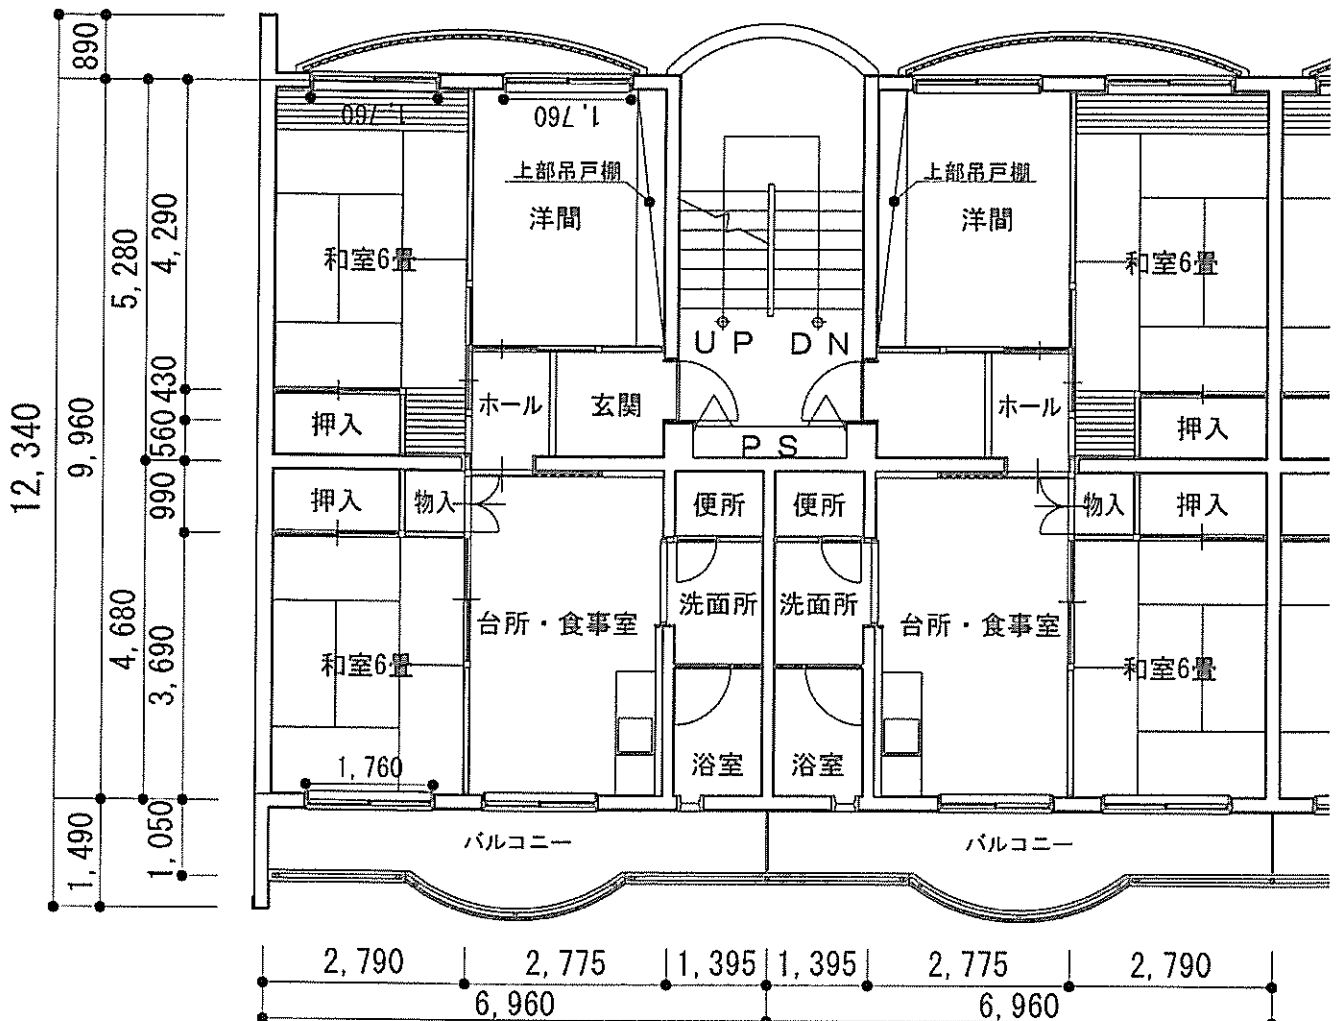 890
1,760
1,760
上部吊戸棚
上部吊戸棚
洋間
洋間
和室6畳
和室6畳
4,290
5,280
UP DN
430
ホール
玄関
ホール
押入
押入
560
9,960
12,340
PS
990
押入
物入
便所
便所
物入
押入
洗面所
洗面所
台所・食事室
台所・食事室
4,680
3,690
和室6畳
和室6畳
1,760
浴室
浴室
1,490
1,050
バルコニー
バルコニー
2,790
2,775
1,395
1,395
2,775
2,790
6,960
6,960